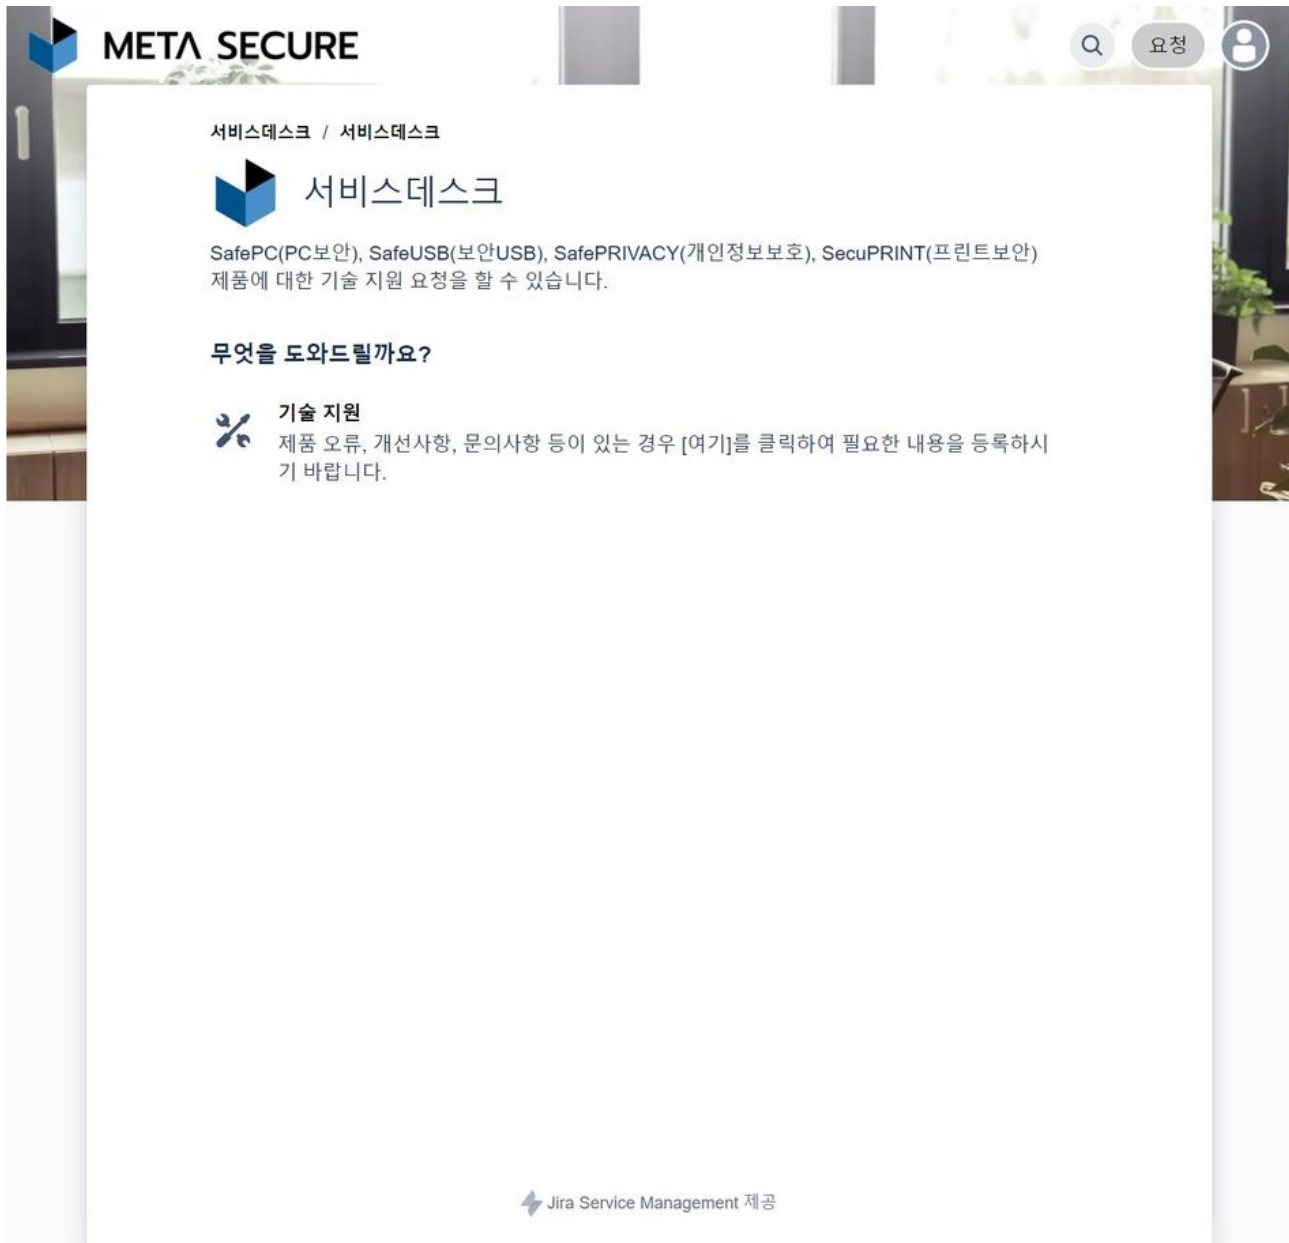 META SECURE
요청
서비스데스크 / 서비스데스크
서비스데스크
SafePC(PC보안), SafeUSB(보안USB), SafePRIVACY(개인정보보호), SecuPRINT(프린트보안)
제품에 대한 기술 지원 요청을 할 수 있습니다.
무엇을 도와드릴까요?
기술 지원
제품 오류, 개선사항, 문의사항 등이 있는 경우 [여기]를 클릭하여 필요한 내용을 등록하시
기 바랍니다.
Jira Service Management 제공